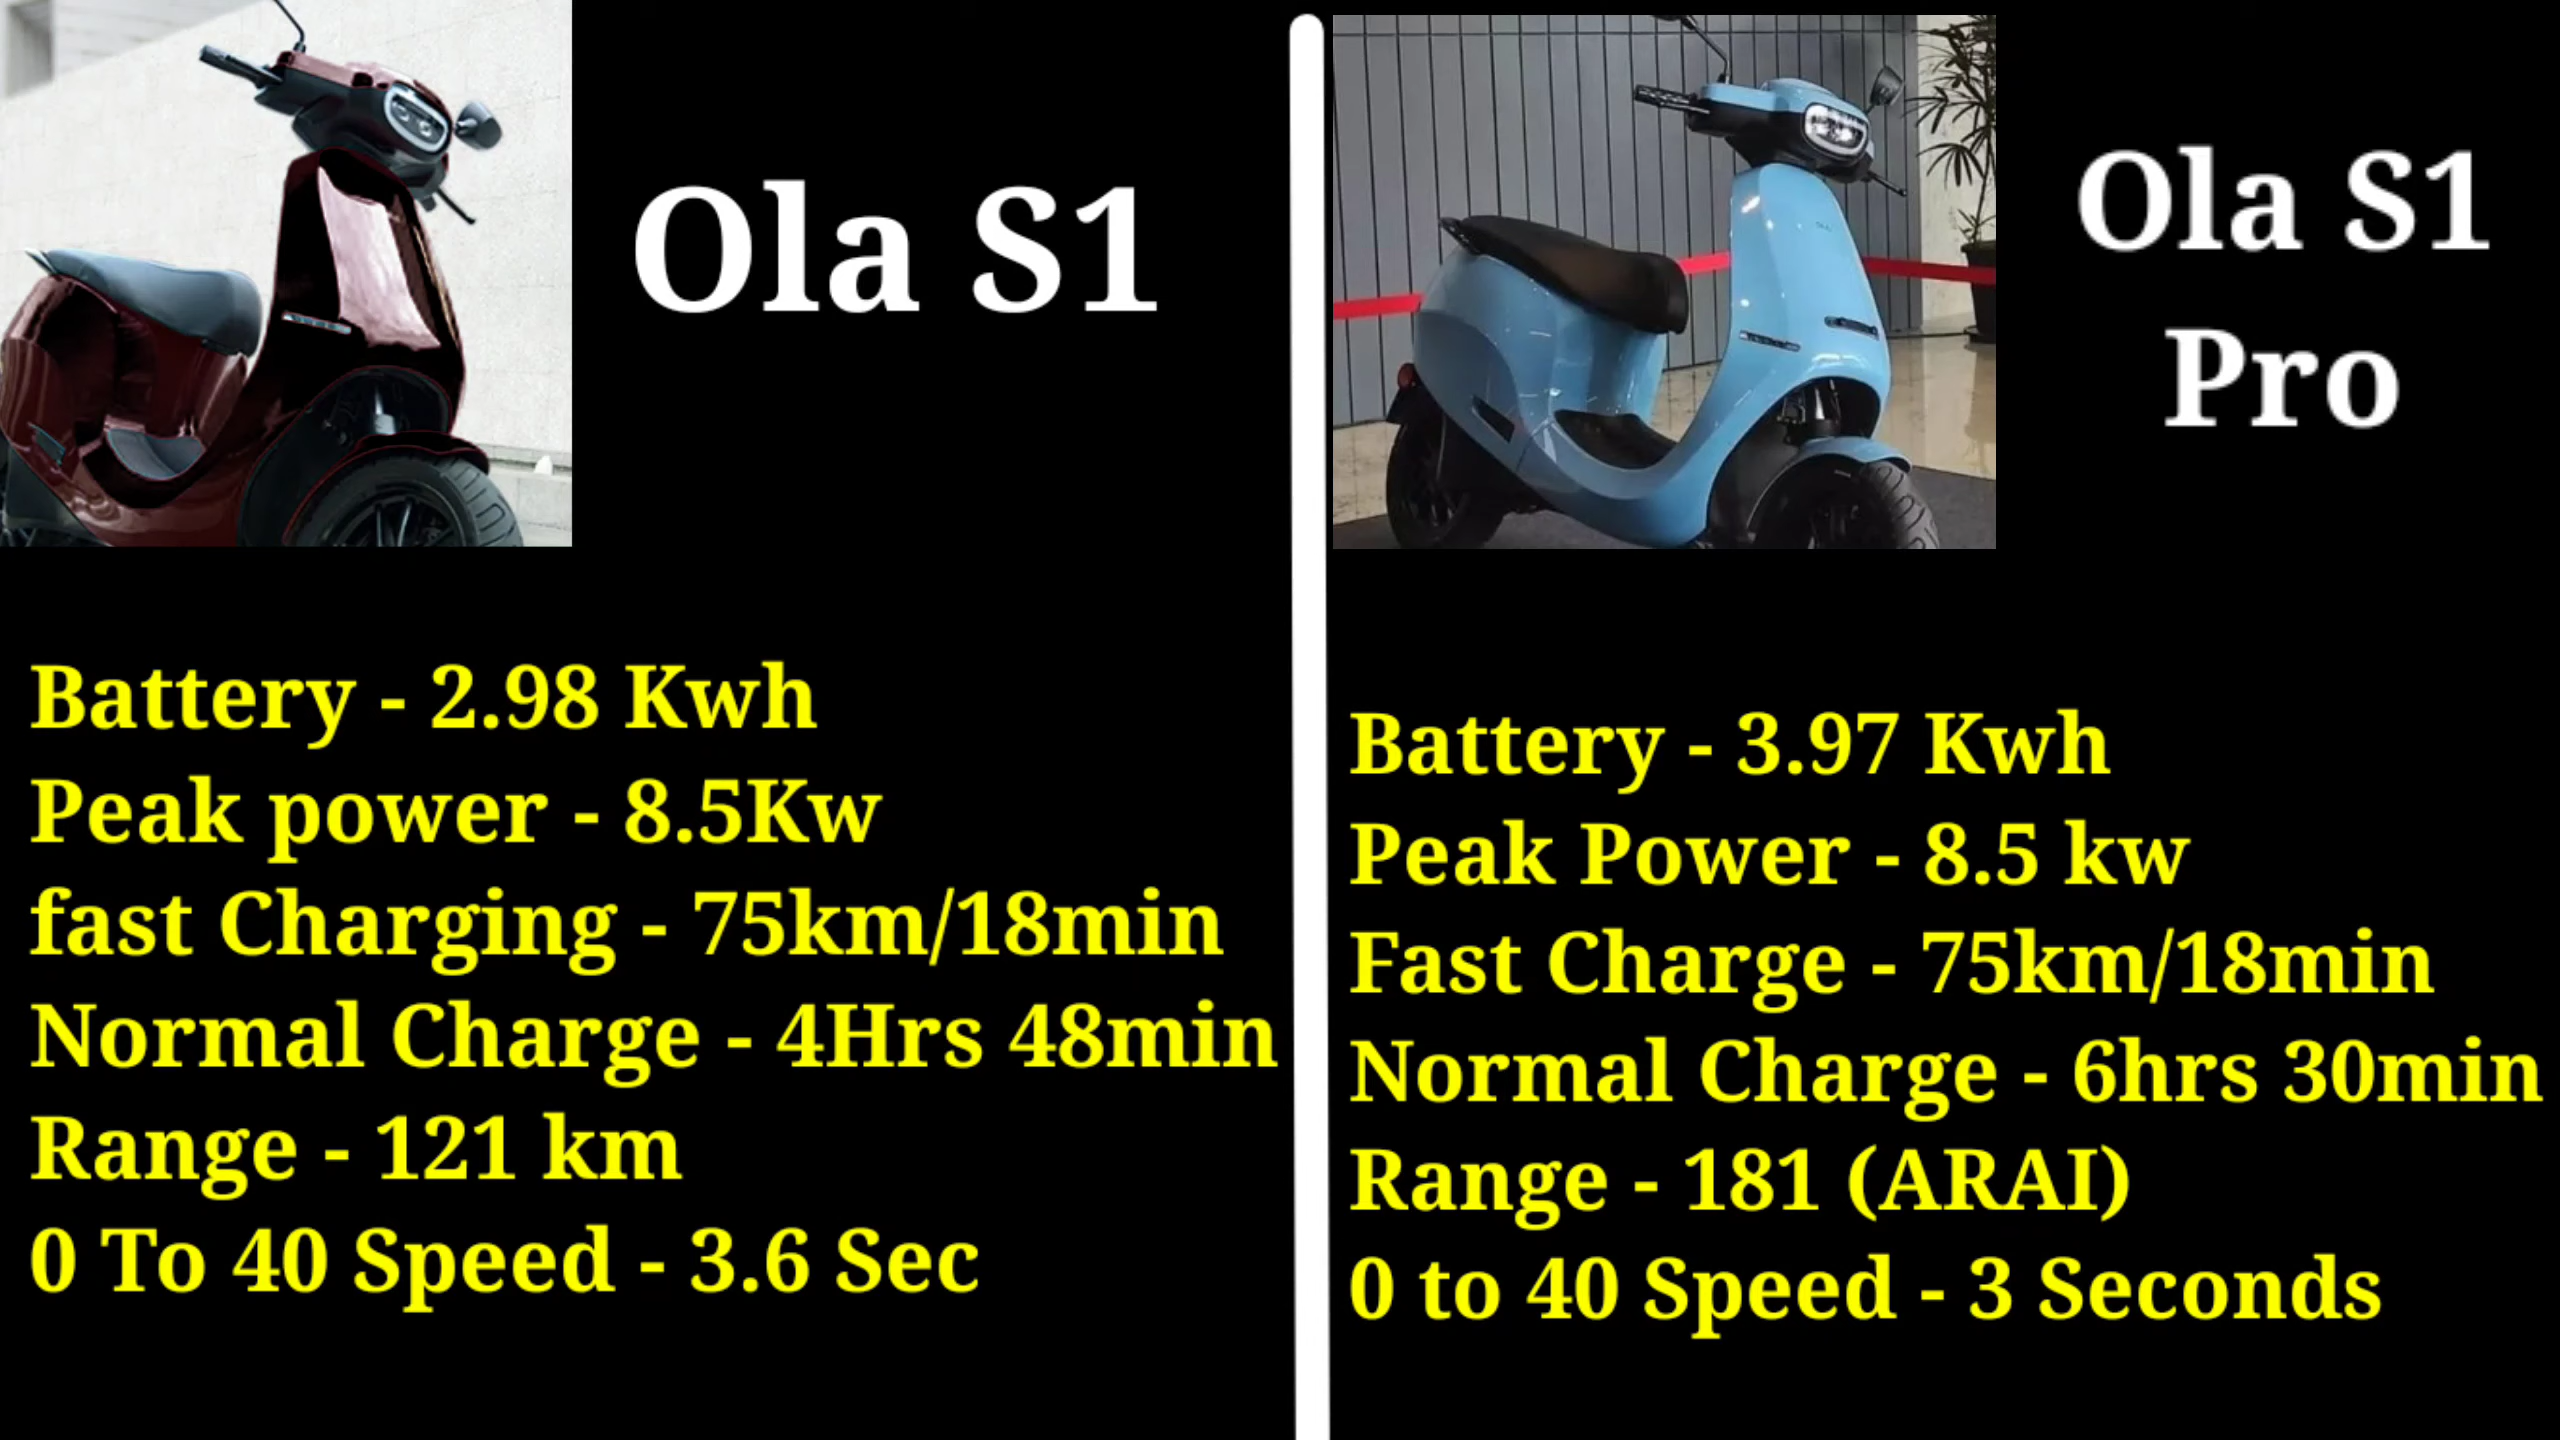 Ola S1
Battery - 2.98 Kwh
Peak power - 8.5Kw
fast Charging - 75km/18min
Normal Charge - 4Hrs 48min
Range - 121 km
0 To 40 Speed - 3.6 Sec
Ola S1
Pro
Battery - 3.97 Kwh
Peak Power - 8.5 kw
Fast Charge - 75km/18min
Normal Charge - 6hrs 30min
Range - 181 (ARAI)
0 to 40 Speed - 3 Seconds